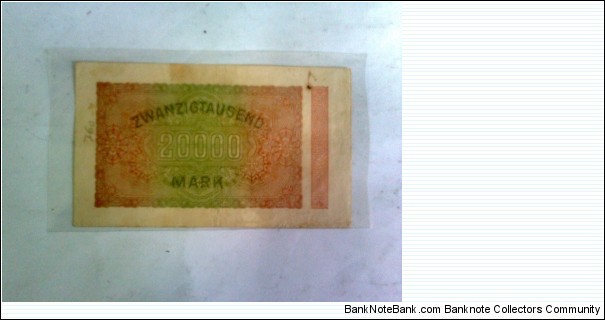 ZWANZIGTAUSEND
20000
MARK
BankNoteBank.com Banknote Collectors Community